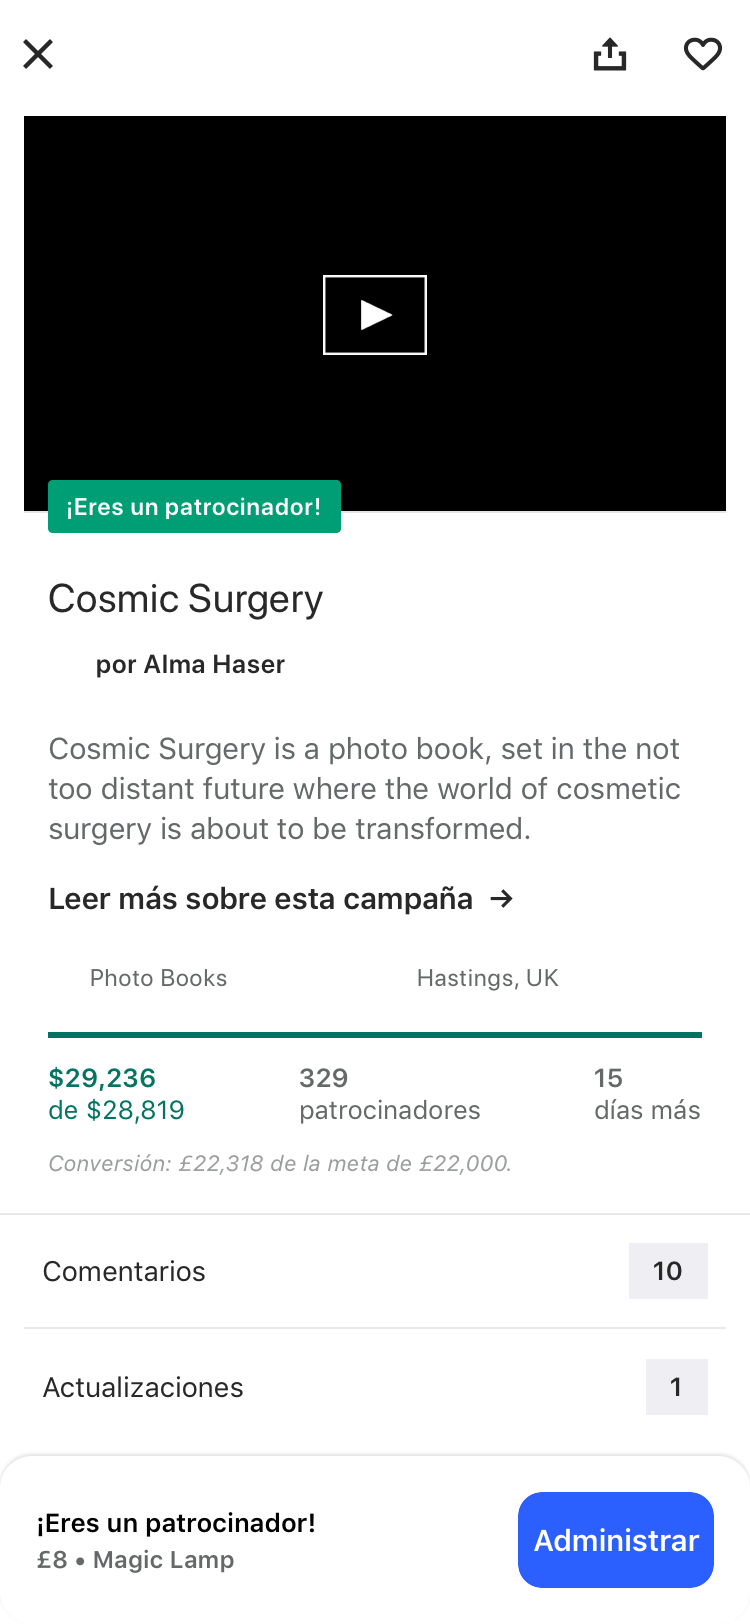 ¡Eres un patrocinador!
Cosmic Surgery
por Alma Haser
Cosmic Surgery is a photo book, set in the not
too distant future where the world of cosmetic
surgery is about to be transformed.
Leer más sobre esta campaña →
Photo Books Hastings, UK
$29,236 329 15
de $28,819 patrocinadores días más
Conversión: £22,318 de la meta de £22,000.
Comentarios 10
Actualizaciones 1
¡Eres un patrocinador!
£8 • Magic Lamp
Administrar